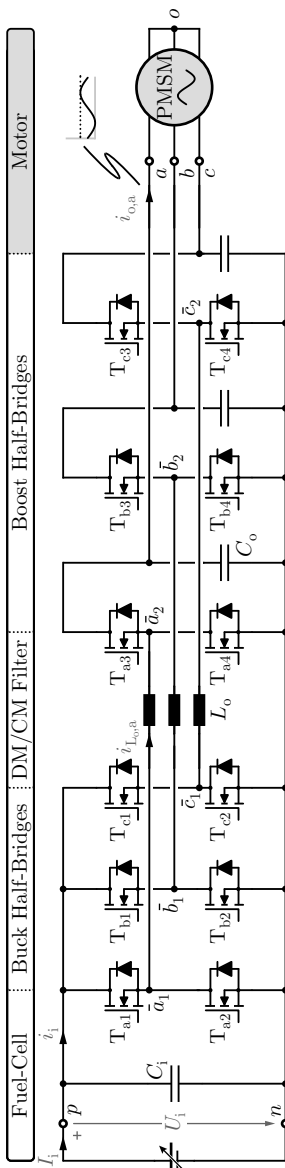 Fuel-Cell
Buck Half-Bridges
DM/CM Filter
Boost Half-Bridges
Motor
I_i
p
i_i
+
U_i
n
C_i
T_a1
T_b1
T_c1
T_a2
T_b2
T_c2
ā_1
b̄_1
c̄_1
i_Lo,a
L_o
ā_2
b̄_2
c̄_2
T_a3
T_b3
T_c3
T_a4
T_b4
T_c4
C_o
i_o,a
a
b
c
PMSM
o